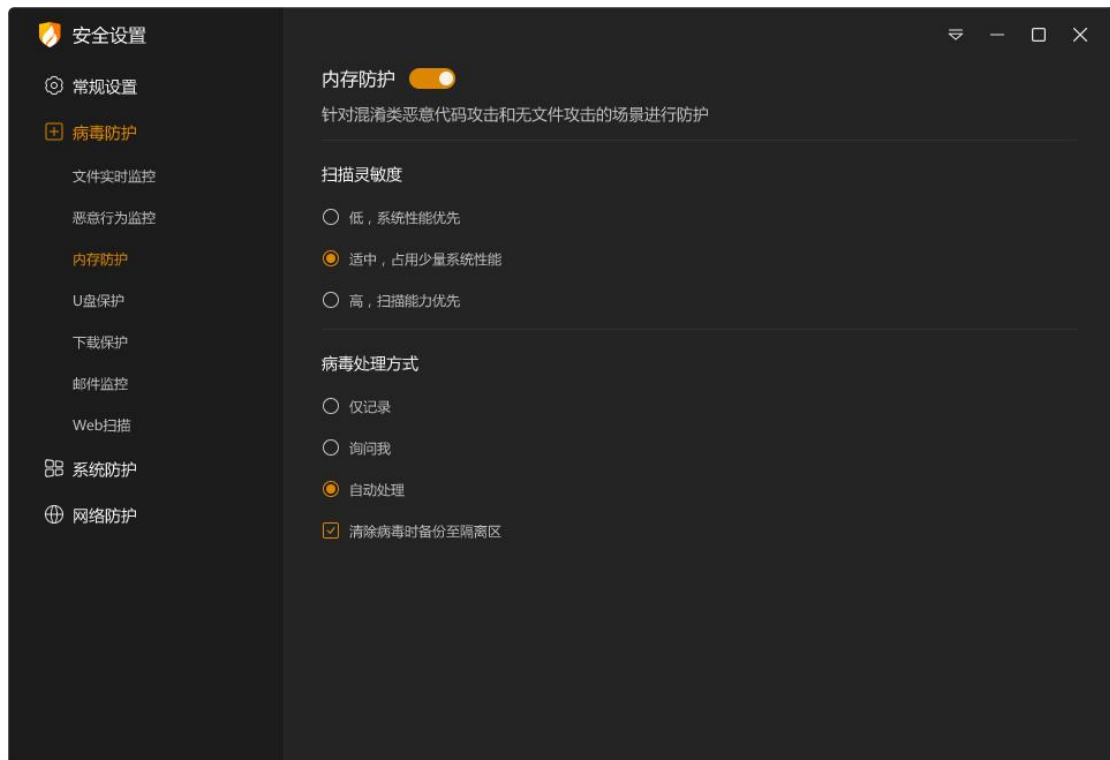 安全设置
常规设置
病毒防护
文件实时监控
恶意行为监控
内存防护
U盘保护
下载保护
邮件监控
Web扫描
系统防护
网络防护
内存防护
针对混淆类恶意代码攻击和无文件攻击的场景进行防护
扫描灵敏度
低，系统性能优先
适中，占用少量系统性能
高，扫描能力优先
病毒处理方式
仅记录
询问我
自动处理
清除病毒时备份至隔离区